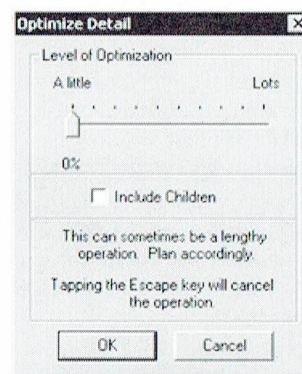 Optimize Detail
Level of Optimization
A little Lots
0%
Include Children
This can sometimes be a lengthy
operation. Plan accordingly.
Tapping the Escape key will cancel
the operation.
OK Cancel